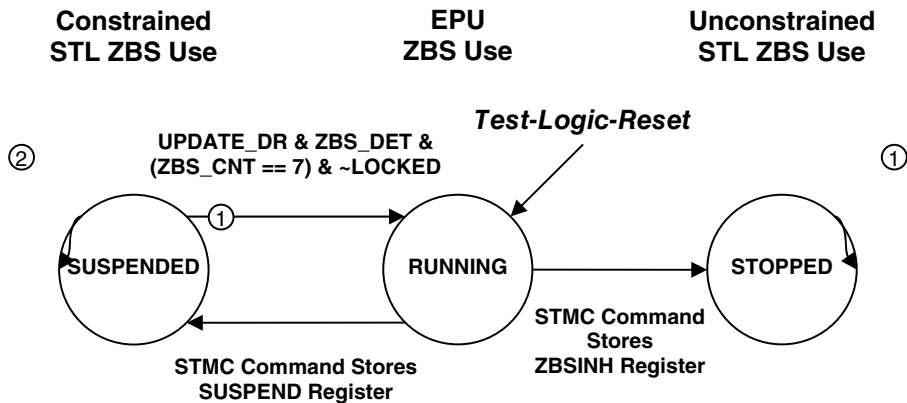 Constrained
STL ZBS Use
EPU
ZBS Use
Unconstrained
STL ZBS Use
Test-Logic-Reset
UPDATE_DR & ZBS_DET &
(ZBS_CNT == 7) & ~LOCKED
2
1
1
SUSPENDED
RUNNING
STOPPED
STMC Command Stores
SUSPEND Register
STMC Command
Stores
ZBSINH Register